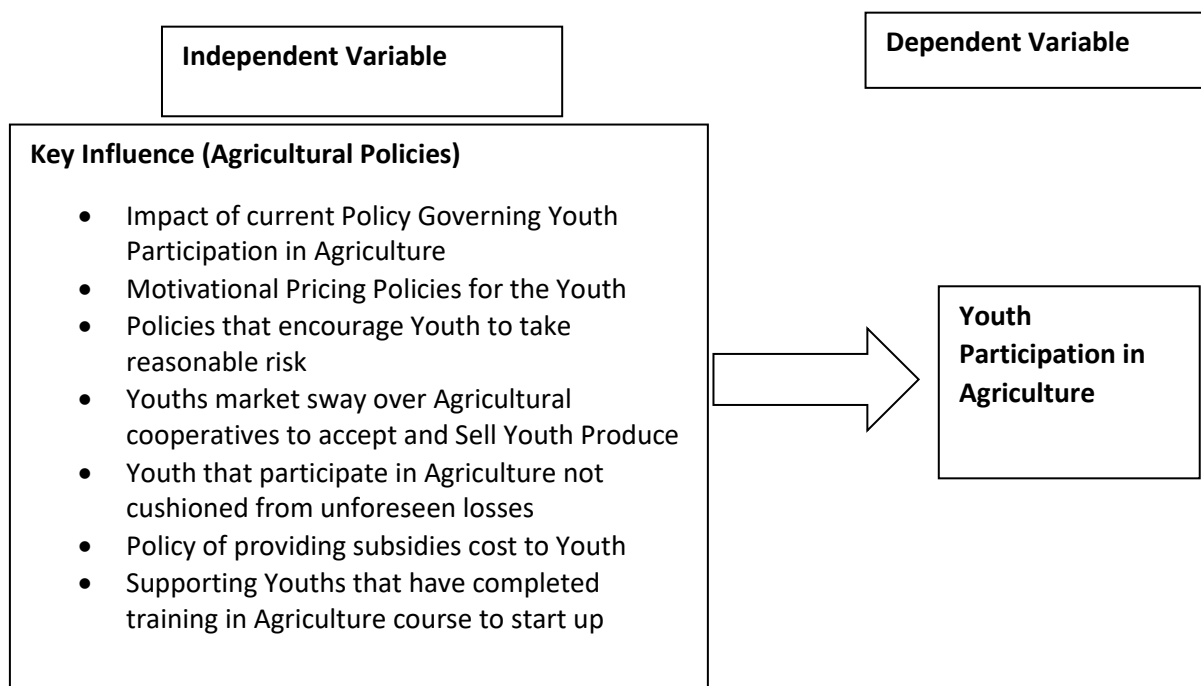 Independent Variable
Dependent Variable
Key Influence (Agricultural Policies)
• Impact of current Policy Governing Youth
Participation in Agriculture
• Motivational Pricing Policies for the Youth
• Policies that encourage Youth to take
reasonable risk
• Youths market sway over Agricultural
cooperatives to accept and Sell Youth Produce
• Youth that participate in Agriculture not
cushioned from unforeseen losses
• Policy of providing subsidies cost to Youth
• Supporting Youths that have completed
training in Agriculture course to start up
Youth
Participation in
Agriculture